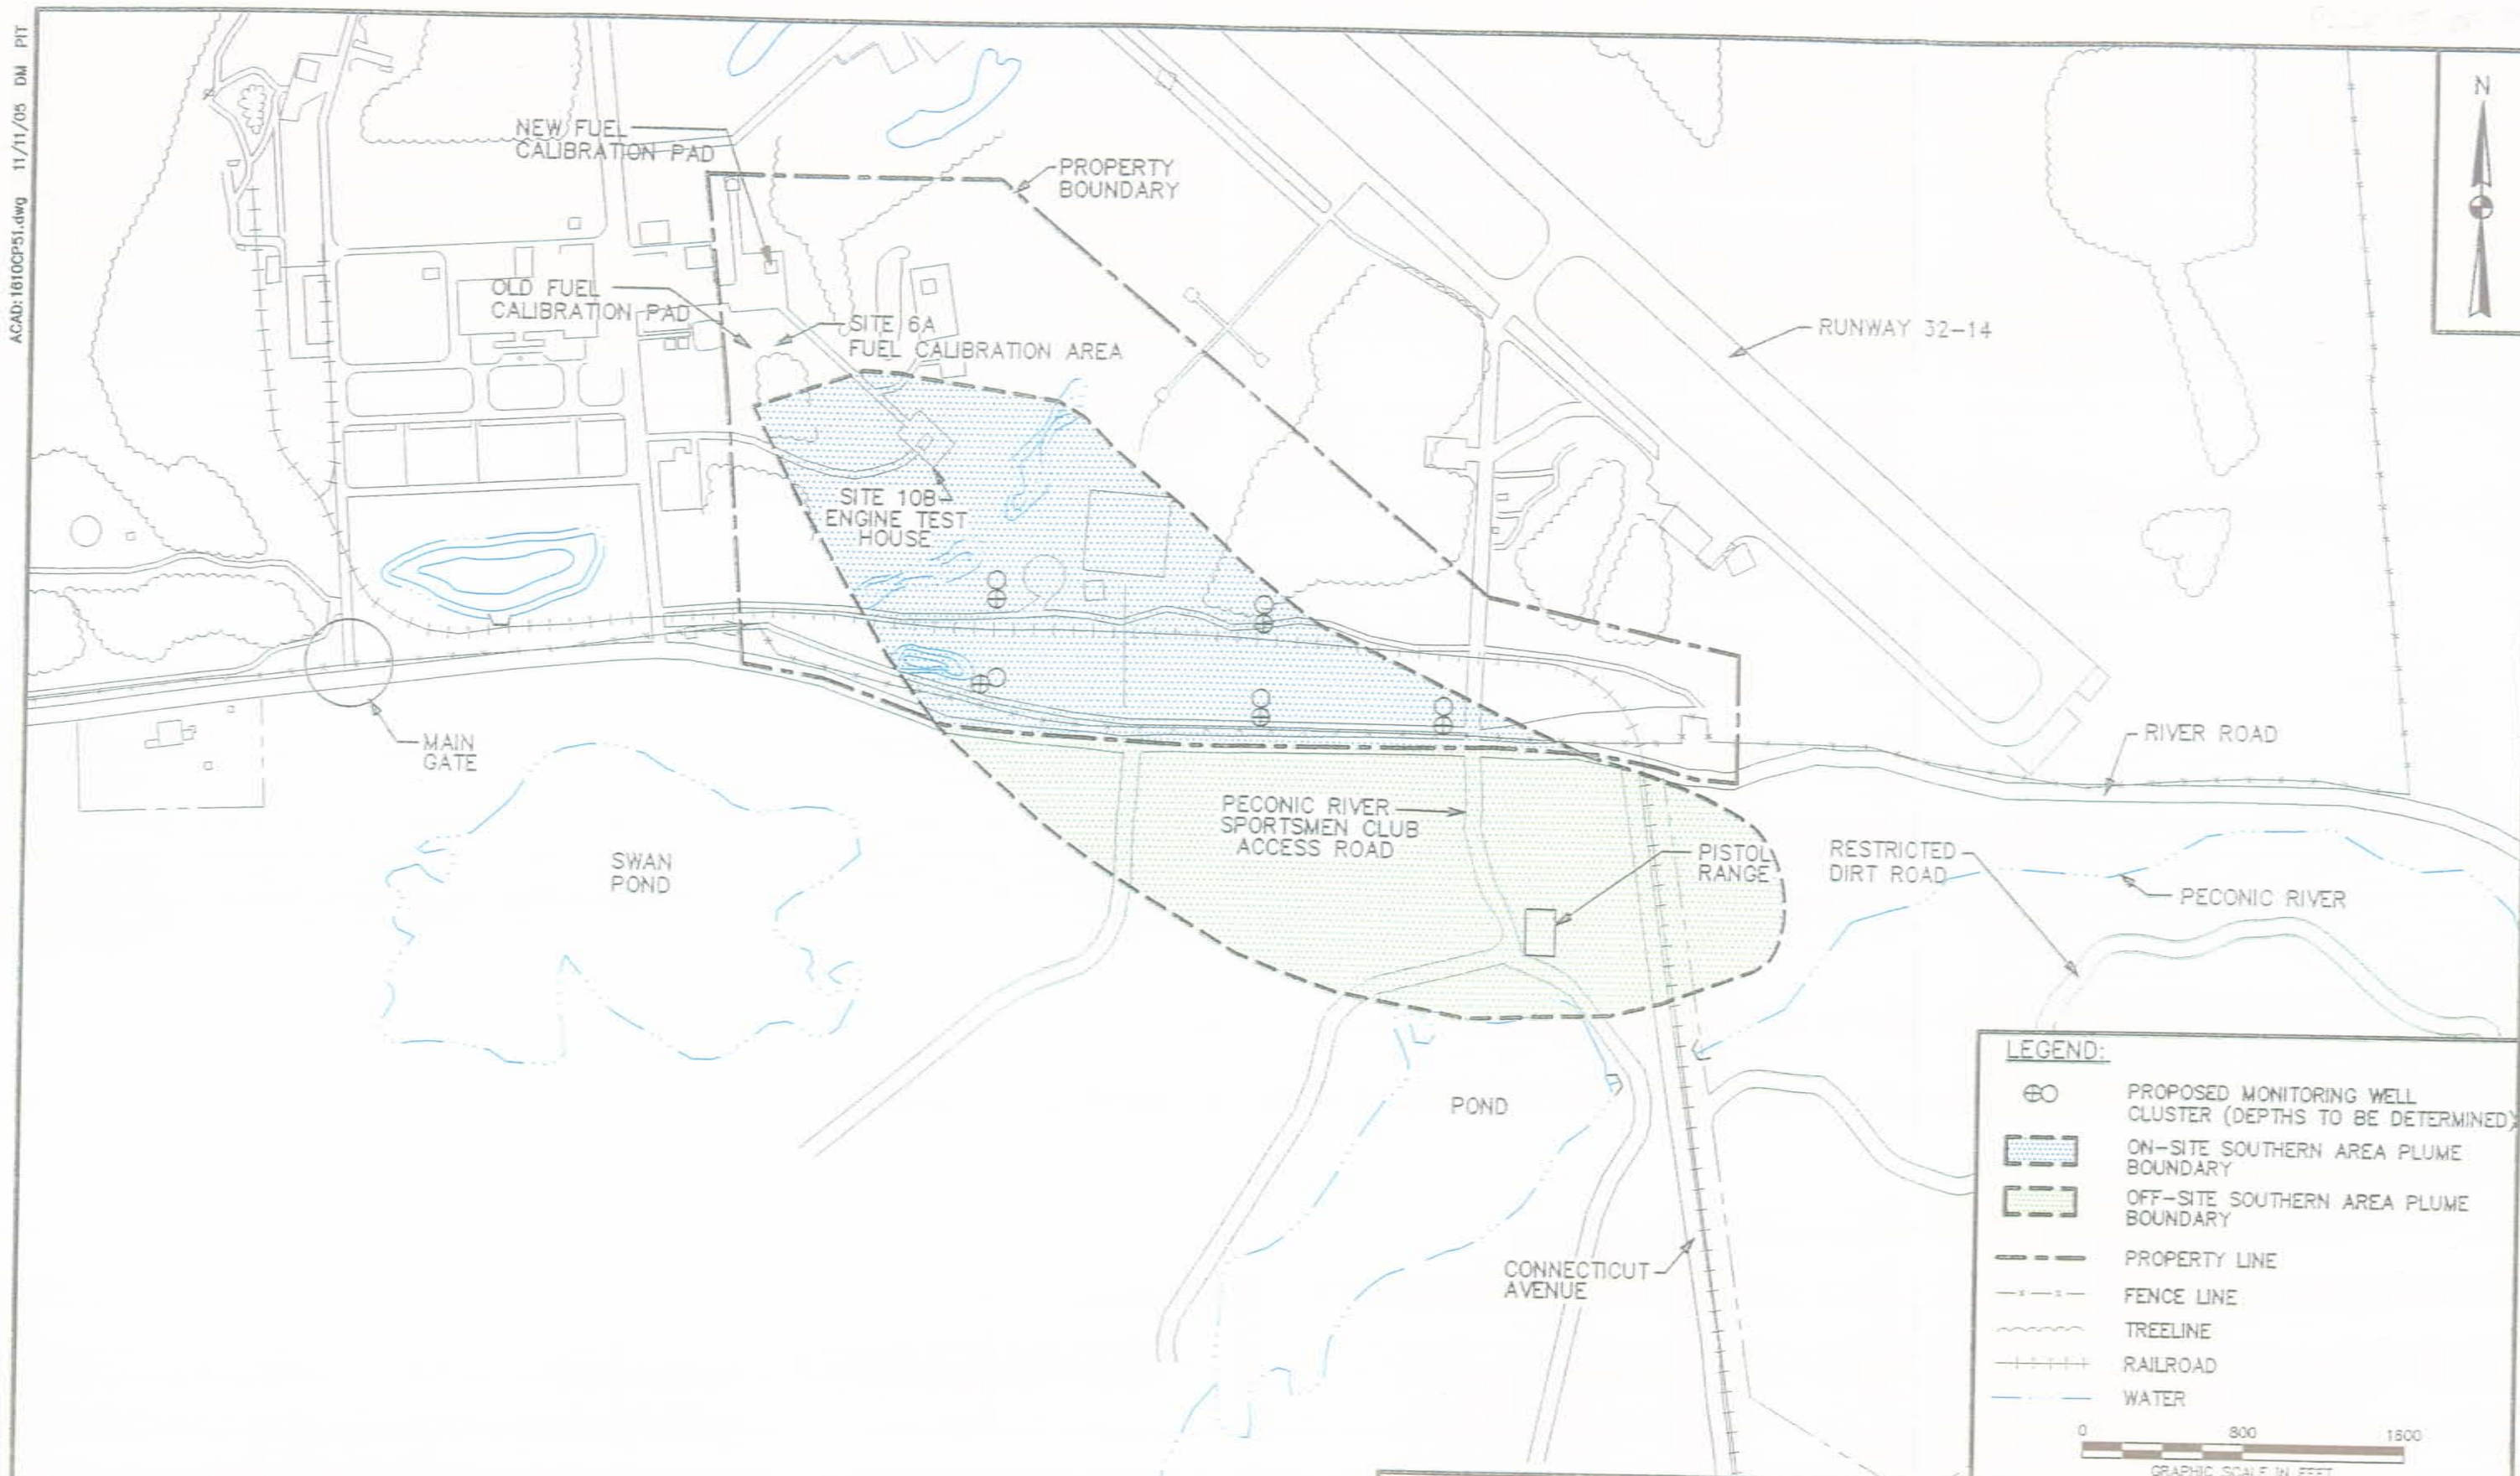 ACAD:1610CP51.dwg 11/11/05 DM PIT
N
NEW FUEL
CALIBRATION PAD
PROPERTY
BOUNDARY
OLD FUEL
CALIBRATION PAD
SITE 6A
FUEL CALIBRATION AREA
RUNWAY 32-14
SITE 10B
ENGINE TEST
HOUSE
MAIN
GATE
RIVER ROAD
PECONIC RIVER
SPORTSMEN CLUB
ACCESS ROAD
PISTOL
RANGE
RESTRICTED
DIRT ROAD
SWAN
POND
PECONIC RIVER
POND
CONNECTICUT
AVENUE
LEGEND:
PROPOSED MONITORING WELL
CLUSTER (DEPTHS TO BE DETERMINED)
ON-SITE SOUTHERN AREA PLUME
BOUNDARY
OFF-SITE SOUTHERN AREA PLUME
BOUNDARY
PROPERTY LINE
FENCE LINE
TREELINE
RAILROAD
WATER
0 800 1600
GRAPHIC SCALE IN FEET